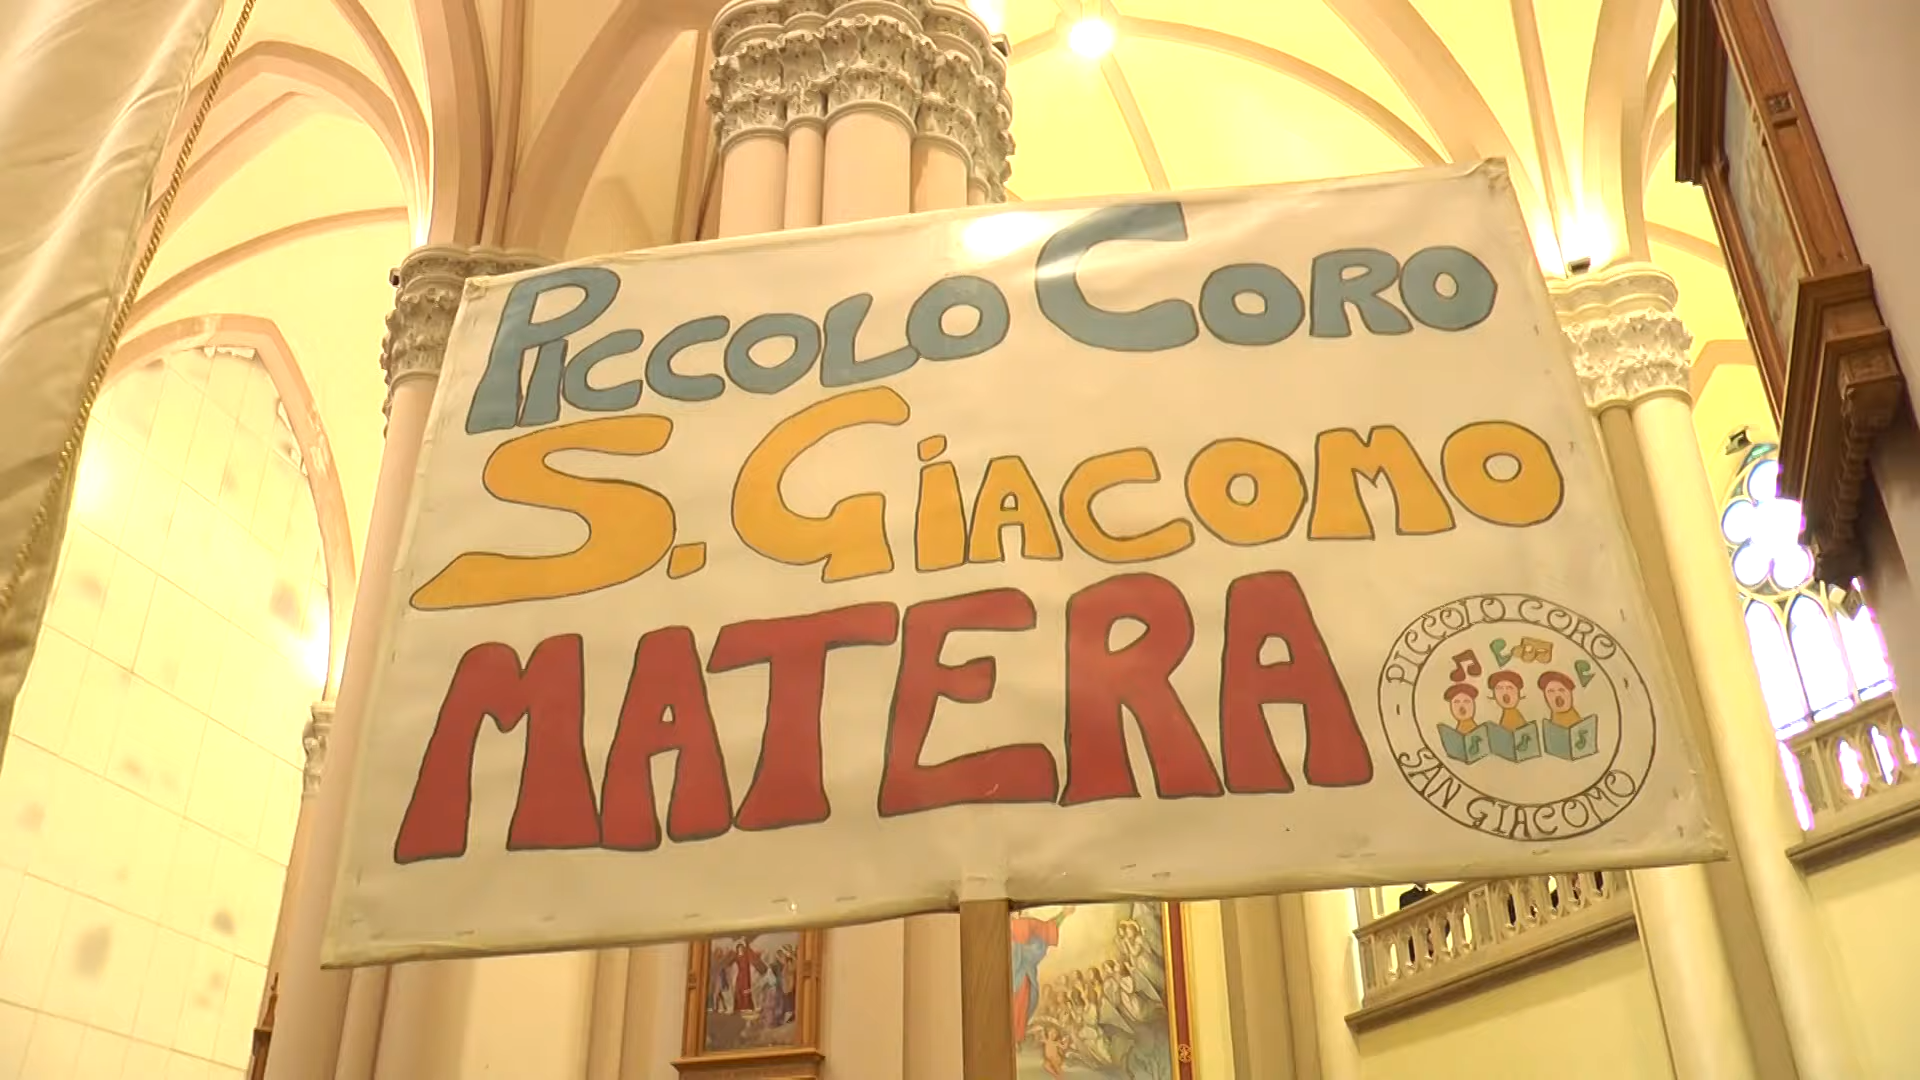 PICCOLO CORO
S. GIACOMO
MATERA
- PICCOLO CORO -
SAN GIACOMO